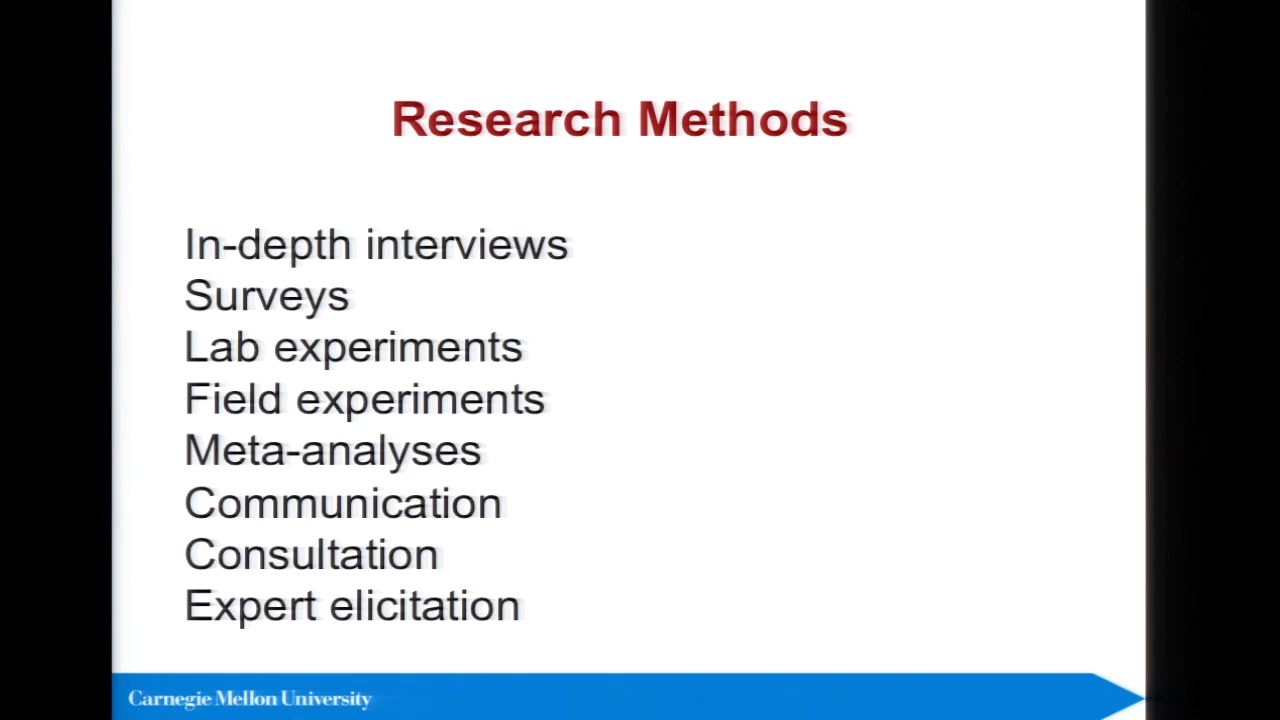 Research Methods
In-depth interviews
Surveys
Lab experiments
Field experiments
Meta-analyses
Communication
Consultation
Expert elicitation
Carnegie Mellon University